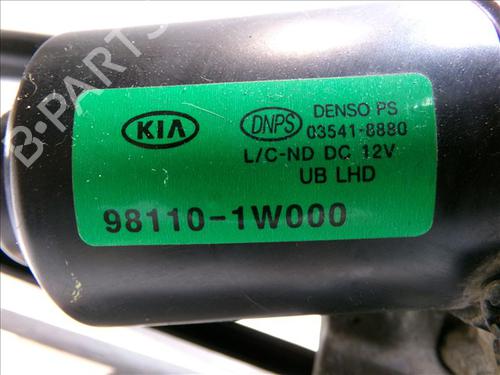 B-PARTS
KIA
DNPS
DENSO PS
03541-8880
L/C-ND DC 12V
UB LHD
98110-1W000